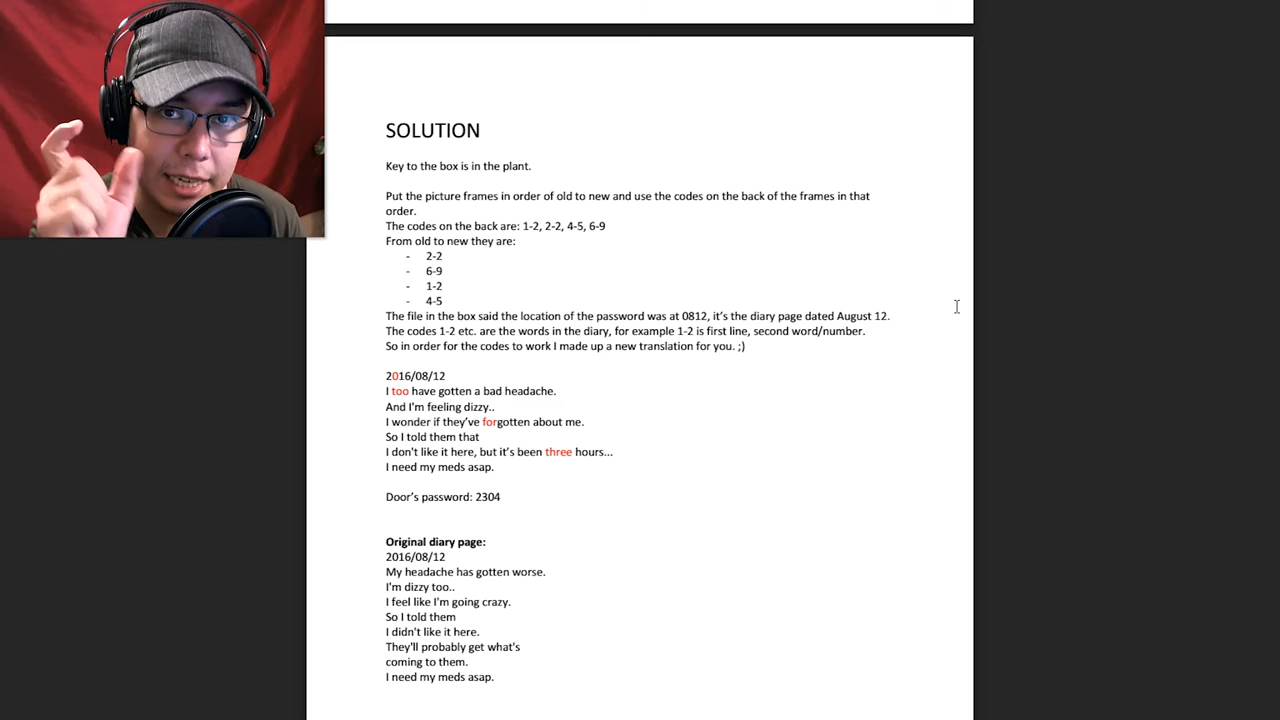 SOLUTION
Key to the box is in the plant.
Put the picture frames in order of old to new and use the codes on the back of the frames in that
order.
The codes on the back are: 1-2, 2-2, 4-5, 6-9
From old to new they are:
- 2-2
- 6-9
- 1-2
- 4-5
The file in the box said the location of the password was at 0812, it's the diary page dated August 12.
The codes 1-2 etc. are the words in the diary, for example 1-2 is first line, second word/number.
So in order for the codes to work I made up a new translation for you. ;)
2016/08/12
I too have gotten a bad headache.
And I'm feeling dizzy..
I wonder if they've forgotten about me.
So I told them that
I don't like it here, but it's been three hours...
I need my meds asap.
Door's password: 2304
Original diary page:
2016/08/12
My headache has gotten worse.
I'm dizzy too..
I feel like I'm going crazy.
So I told them
I didn't like it here.
They'll probably get what's
coming to them.
I need my meds asap.